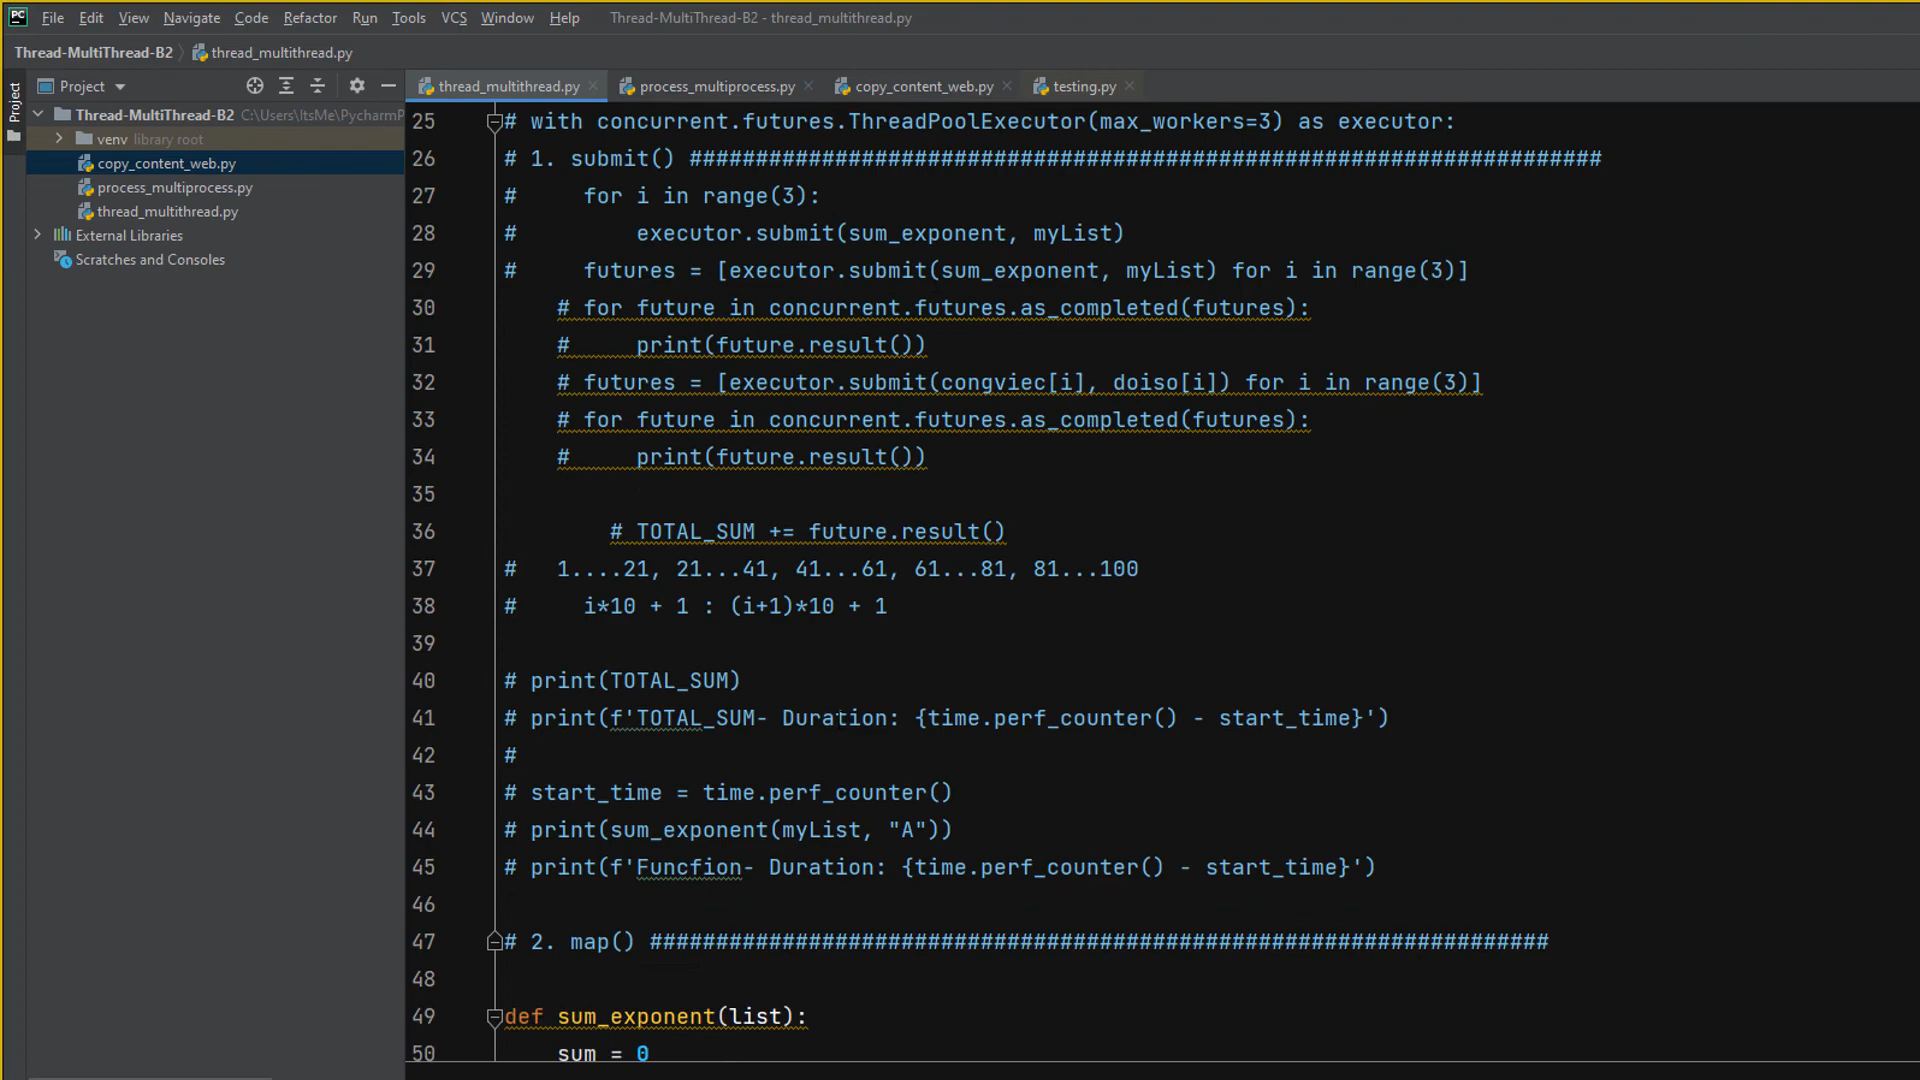 PC File Edit View Navigate Code Refactor Run Tools VCS Window Help Thread-MultiThread-B2 - thread_multithread.py
Thread-MultiThread-B2 thread_multithread.py
Project
Project
thread_multithread.py process_multiprocess.py copy_content_web.py testing.py
Thread-MultiThread-B2 C:\Users\ItsMe\PycharmP
venv library root
copy_content_web.py
process_multiprocess.py
thread_multithread.py
External Libraries
Scratches and Consoles
25 # with concurrent.futures.ThreadPoolExecutor(max_workers=3) as executor:
26 # 1. submit() #####################################################################
27 #     for i in range(3):
28 #         executor.submit(sum_exponent, myList)
29 #     futures = [executor.submit(sum_exponent, myList) for i in range(3)]
30     # for future in concurrent.futures.as_completed(futures):
31     #     print(future.result())
32     # futures = [executor.submit(congviec[i], doiso[i]) for i in range(3)]
33     # for future in concurrent.futures.as_completed(futures):
34     #     print(future.result())
35
36         # TOTAL_SUM += future.result()
37 #   1....21, 21...41, 41...61, 61...81, 81...100
38 #     i*10 + 1 : (i+1)*10 + 1
39
40 # print(TOTAL_SUM)
41 # print(f'TOTAL_SUM- Duration: {time.perf_counter() - start_time}')
42 #
43 # start_time = time.perf_counter()
44 # print(sum_exponent(myList, "A"))
45 # print(f'Funcfion- Duration: {time.perf_counter() - start_time}')
46
47 # 2. map() ####################################################################
48
49 def sum_exponent(list):
50     sum = 0